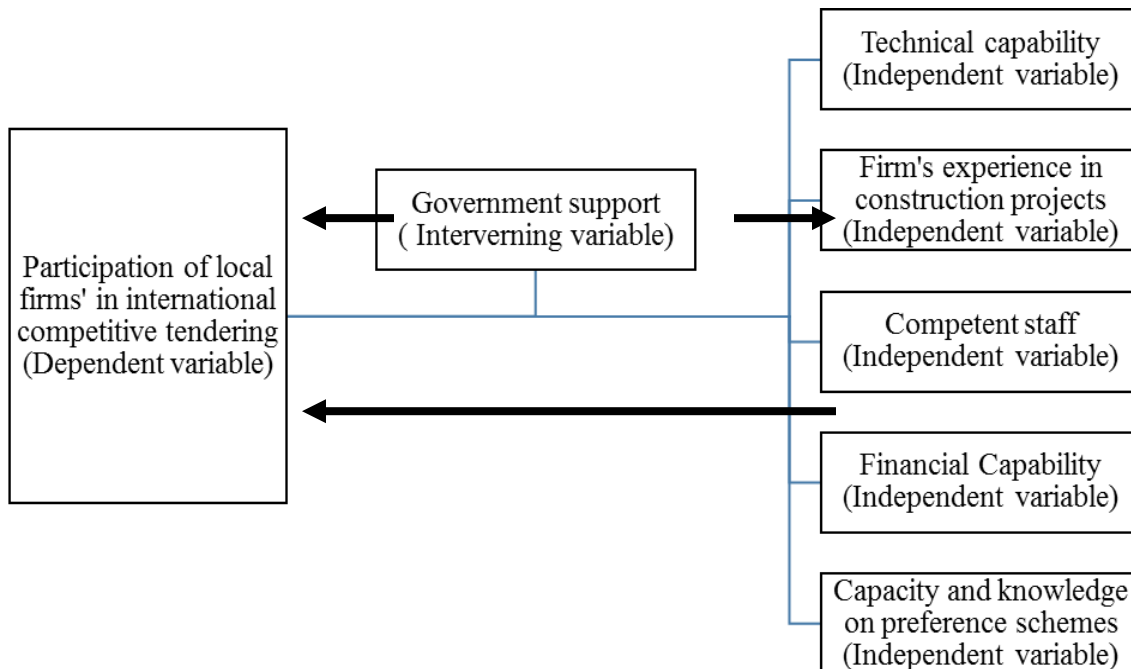 Participation of local
firms' in international
competitive tendering
(Dependent variable)
Government support
( Interverning variable)
Technical capability
(Independent variable)
Firm's experience in
construction projects
(Independent variable)
Competent staff
(Independent variable)
Financial Capability
(Independent variable)
Capacity and knowledge
on preference schemes
(Independent variable)